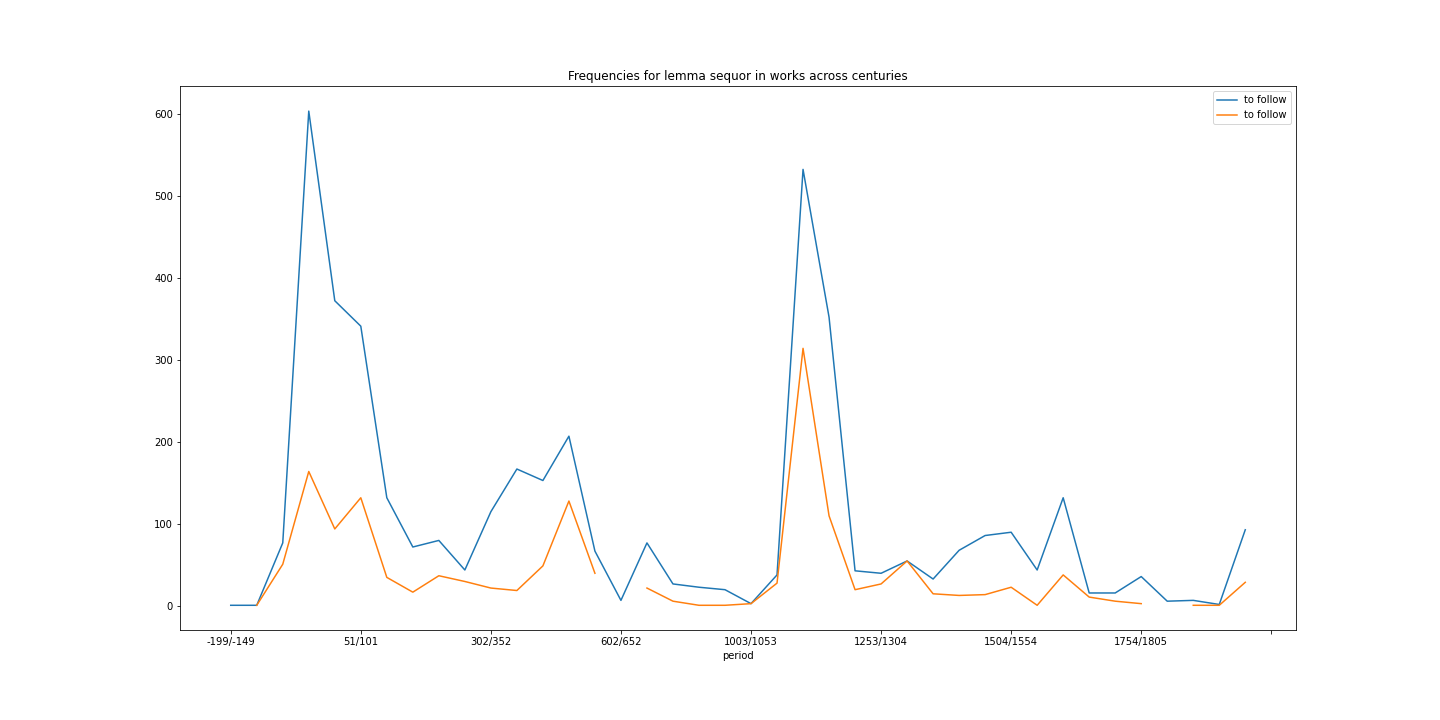 Frequencies for lemma sequor in works across centuries
to follow
to follow
600
500
400
300
200
100
0
-199/-149 51/101 302/352 602/652 1003/1053 1253/1304 1504/1554 1754/1805
period